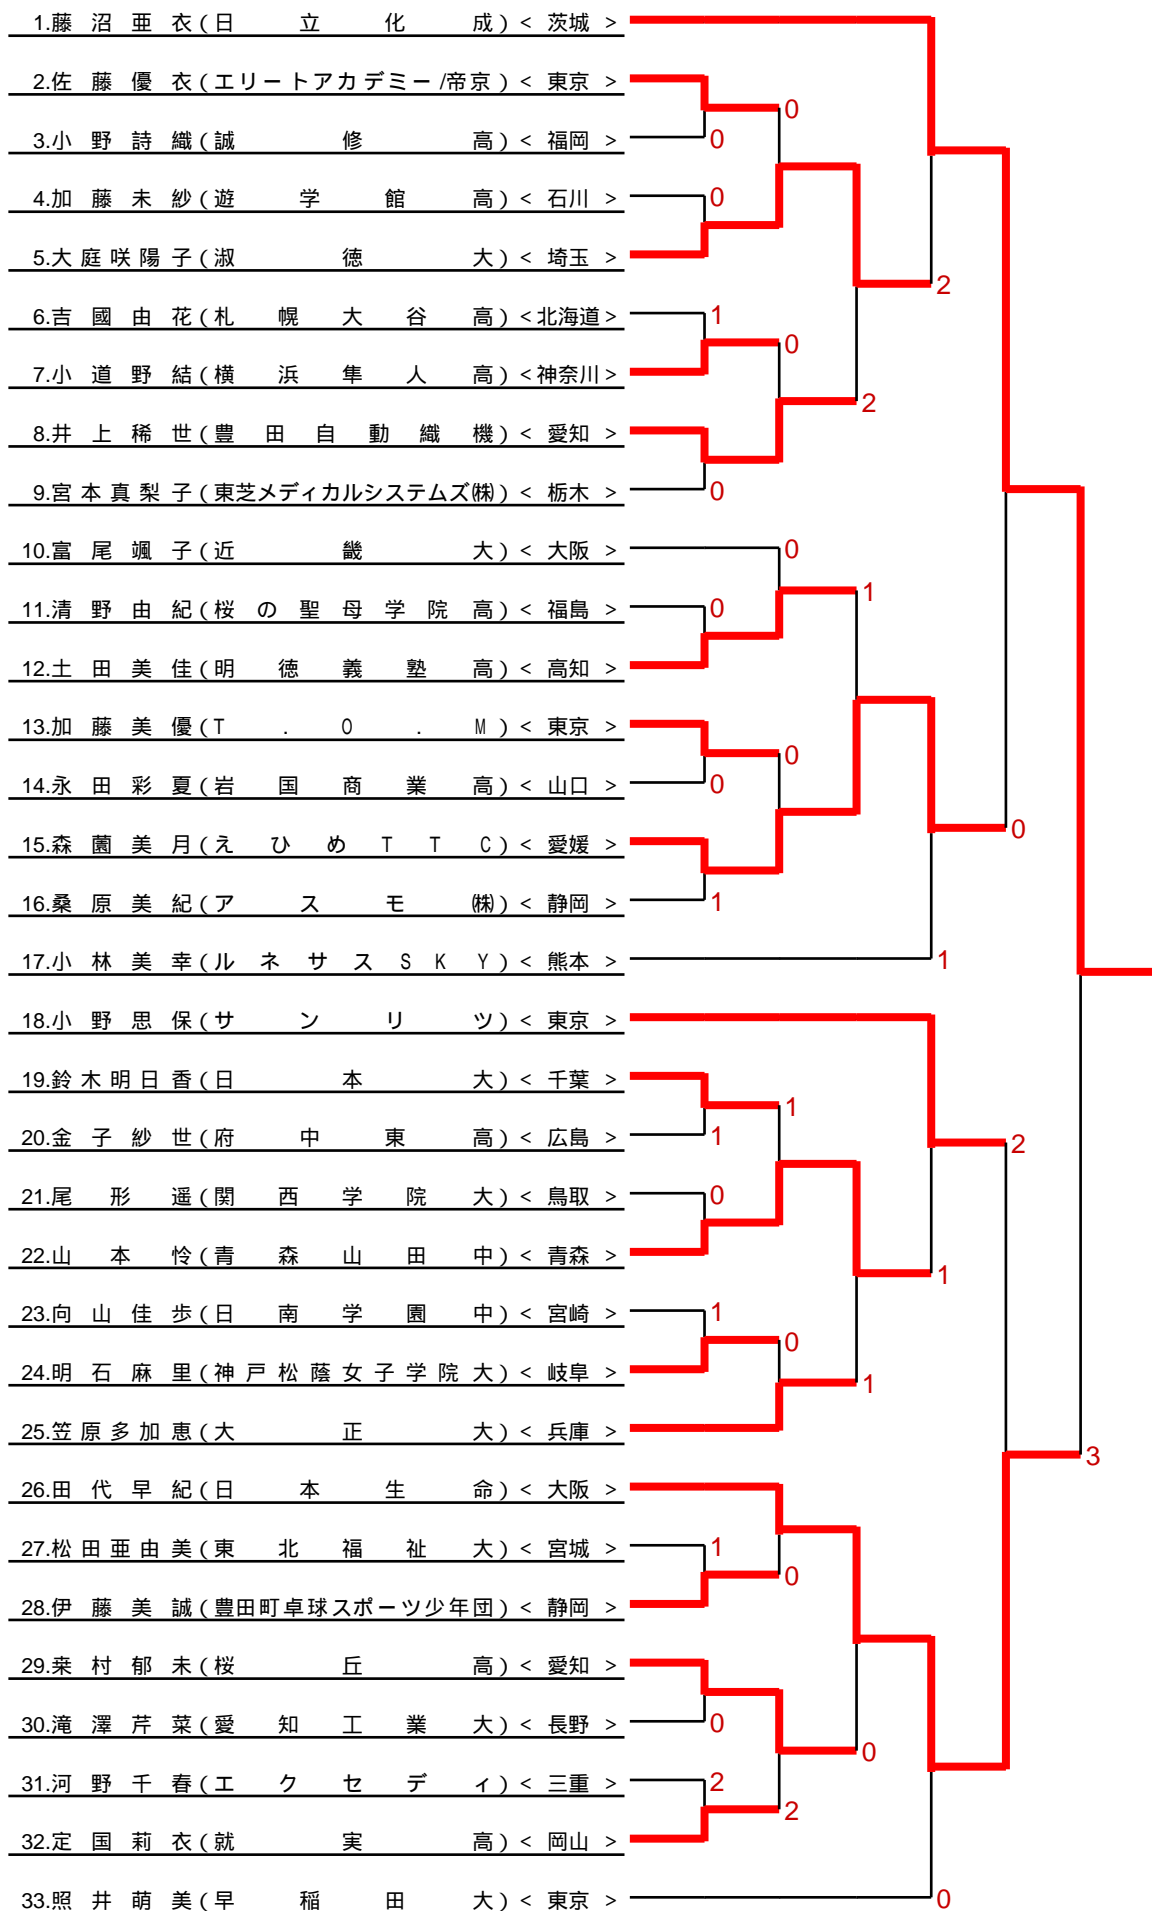 1.藤沼亜衣(日立化成)< 茨城 >
2.佐藤優衣(エリートアカデミー/帝京)< 東京 >
0
3.小野詩織(誠修高)< 福岡 >
0
4.加藤未紗(遊学館高)< 石川 >
0
5.大庭咲陽子(淑徳大)< 埼玉 >
2
6.吉國由花(札幌大谷高)<北海道>
1
0
7.小道野結(横浜隼人高)<神奈川>
2
8.井上稀世(豊田自動織機)< 愛知 >
9.宮本真梨子(東芝メディカルシステムズ㈱)< 栃木 >
0
10.富尾颯子(近畿大)< 大阪 >
0
1
11.清野由紀(桜の聖母学院高)< 福島 >
0
12.土田美佳(明徳義塾高)< 高知 >
13.加藤美優(T.O.M)< 東京 >
0
14.永田彩夏(岩国商業高)< 山口 >
0
0
15.森薗美月(えひめTTC)< 愛媛 >
16.桑原美紀(アスモ㈱)< 静岡 >
1
17.小林美幸(ルネサスSKY)< 熊本 >
1
18.小野思保(サンリツ)< 東京 >
19.鈴木明日香(日本大)< 千葉 >
1
20.金子紗世(府中東高)< 広島 >
1
2
21.尾形遥(関西学院大)< 鳥取 >
0
22.山本怜(青森山田中)< 青森 >
1
23.向山佳歩(日南学園中)< 宮崎 >
1
0
24.明石麻里(神戸松蔭女子学院大)< 岐阜 >
1
25.笠原多加恵(大正大)< 兵庫 >
3
26.田代早紀(日本生命)< 大阪 >
27.松田亜由美(東北福祉大)< 宮城 >
1
0
28.伊藤美誠(豊田町卓球スポーツ少年団)< 静岡 >
29.桒村郁未(桜丘高)< 愛知 >
30.滝澤芹菜(愛知工業大)< 長野 >
0
0
31.河野千春(エクセディ)< 三重 >
2
2
32.定国莉衣(就実高)< 岡山 >
33.照井萌美(早稲田大)< 東京 >
0